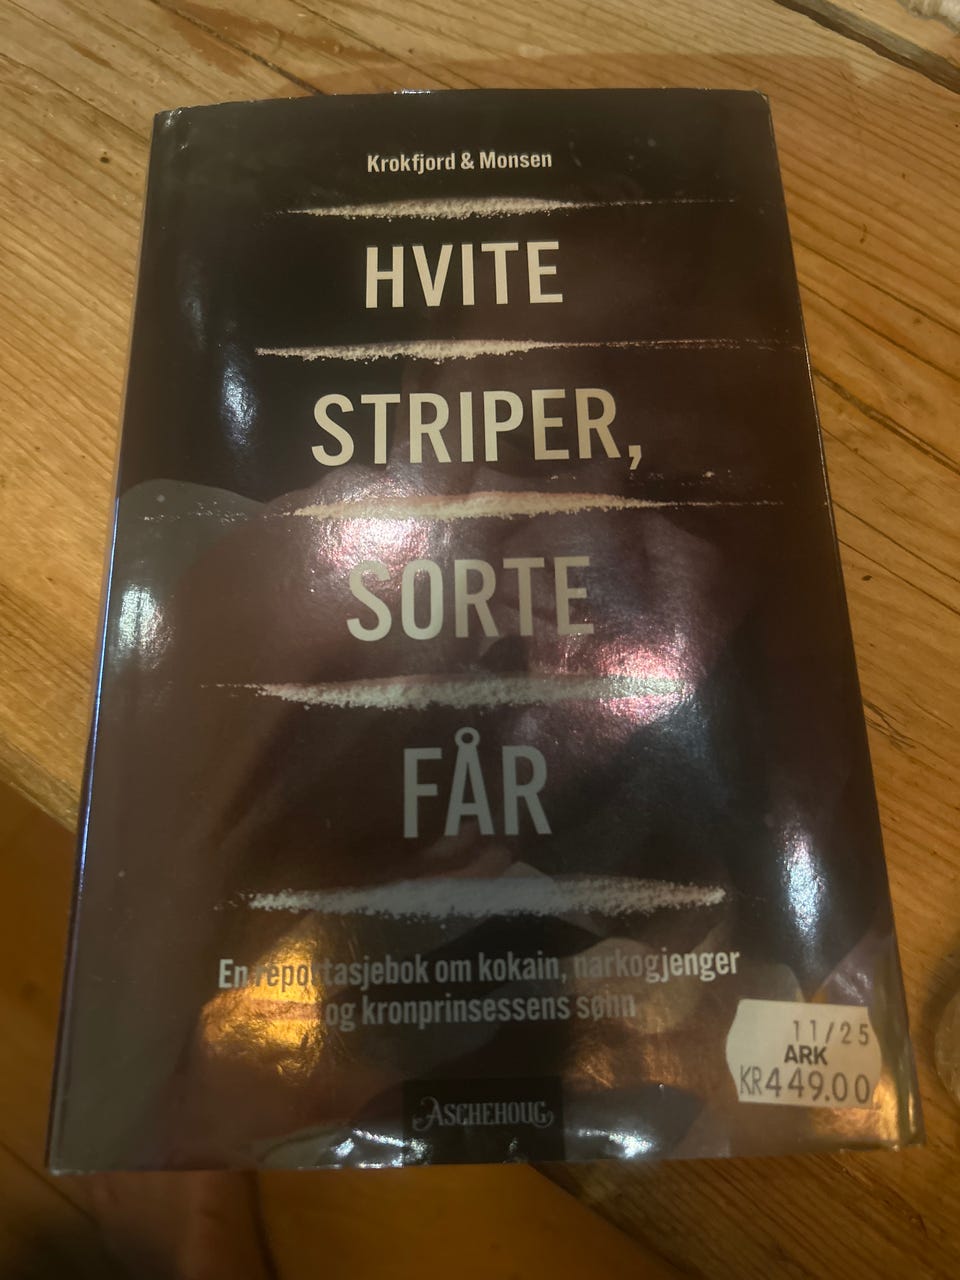 Krokfjord & Monsen
HVITE
STRIPER,
SORTE
FÅR
En reportasjebok om kokain, narkogjenger
og kronprinsessens sønn
11/25
ARK
KR449.00
ASCHEHOUG